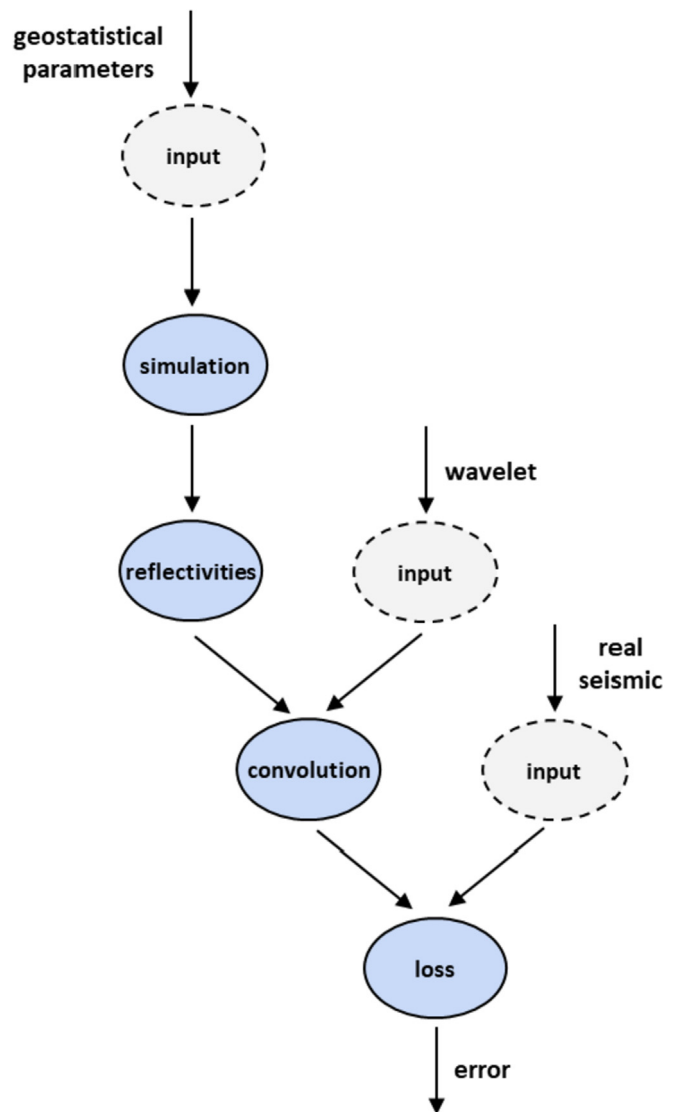 geostatistical
parameters
input
simulation
wavelet
reflectivities
input
real
seismic
convolution
input
loss
error